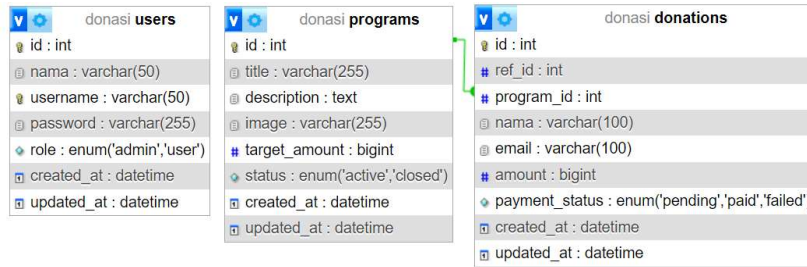 donasi users
id : int
nama : varchar(50)
username : varchar(50)
password : varchar(255)
role : enum('admin','user')
created_at : datetime
updated_at : datetime
donasi programs
id : int
title : varchar(255)
description : text
image : varchar(255)
target_amount : bigint
status : enum('active','closed')
created_at : datetime
updated_at : datetime
donasi donations
id : int
ref_id : int
program_id : int
nama : varchar(100)
email : varchar(100)
amount : bigint
payment_status : enum('pending','paid','failed'
created_at : datetime
updated_at : datetime